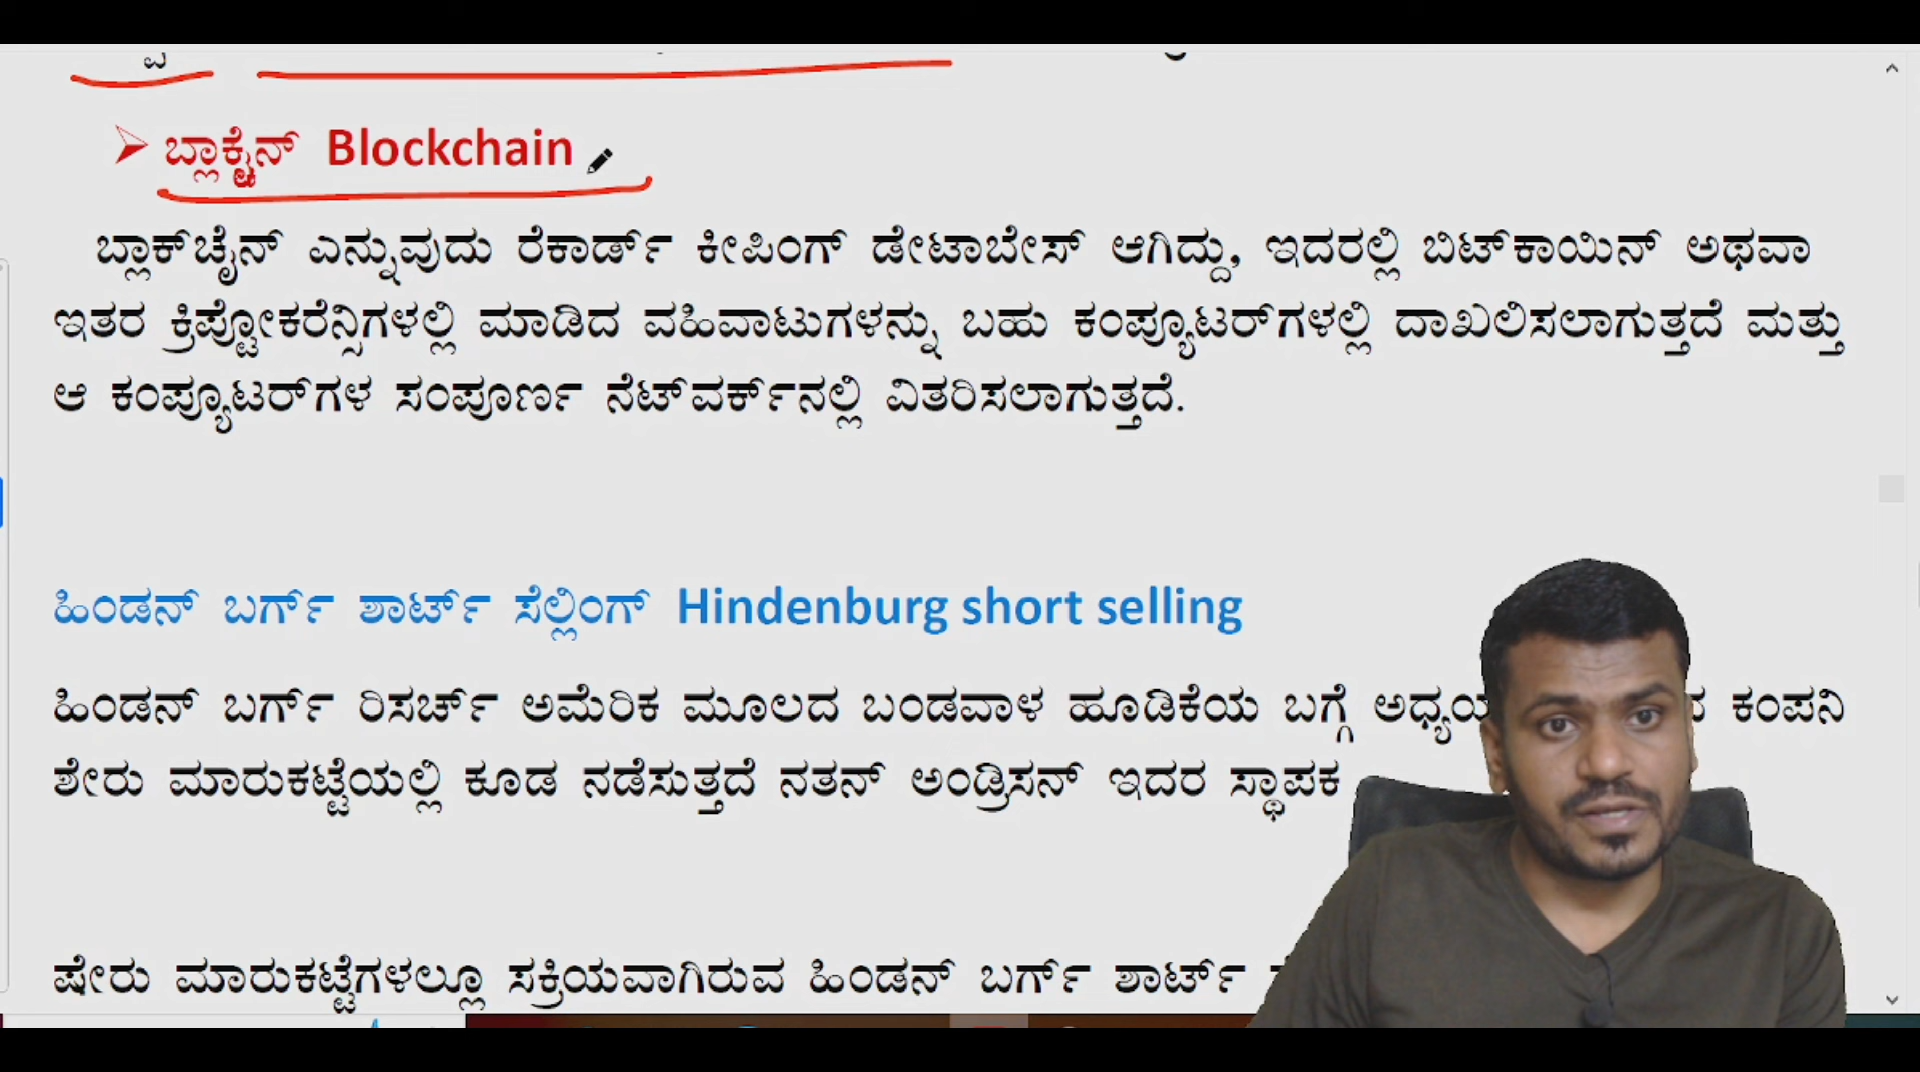 ಬ್ಲಾಕ್ಚೈನ್ Blockchain
ಬ್ಲಾಕ್‌ಚೈನ್ ಎನ್ನುವುದು ರೆಕಾರ್ಡ್ ಕೀಪಿಂಗ್ ಡೇಟಾಬೇಸ್ ಆಗಿದ್ದು, ಇದರಲ್ಲಿ ಬಿಟ್‌ಕಾಯಿನ್ ಅಥವಾ
ಇತರ ಕ್ರಿಪ್ಟೋಕರೆನ್ಸಿಗಳಲ್ಲಿ ಮಾಡಿದ ವಹಿವಾಟುಗಳನ್ನು ಬಹು ಕಂಪ್ಯೂಟರ್‌ಗಳಲ್ಲಿ ದಾಖಲಿಸಲಾಗುತ್ತದೆ ಮತ್ತು
ಆ ಕಂಪ್ಯೂಟರ್‌ಗಳ ಸಂಪೂರ್ಣ ನೆಟ್‌ವರ್ಕ್‌ನಲ್ಲಿ ವಿತರಿಸಲಾಗುತ್ತದೆ.
ಹಿಂಡನ್ ಬರ್ಗ್ ಶಾರ್ಟ್ ಸೆಲ್ಲಿಂಗ್ Hindenburg short selling
ಹಿಂಡನ್ ಬರ್ಗ್ ರಿಸರ್ಚ್ ಅಮೆರಿಕ ಮೂಲದ ಬಂಡವಾಳ ಹೂಡಿಕೆಯ ಬಗ್ಗೆ ಕಂಪನಿ
ಶೇರು ಮಾರುಕಟ್ಟೆಯಲ್ಲಿ ಕೂಡ ನಡೆಸುತ್ತದೆ ನತನ್ ಅಂಡ್ರಿಸನ್ ಇದರ ಸ್ಥಾಪಕ
ಷೇರು ಮಾರುಕಟ್ಟೆಗಳಲ್ಲೂ ಸಕ್ರಿಯವಾಗಿರುವ ಹಿಂಡನ್ ಬರ್ಗ್ ಶಾರ್ಟ್